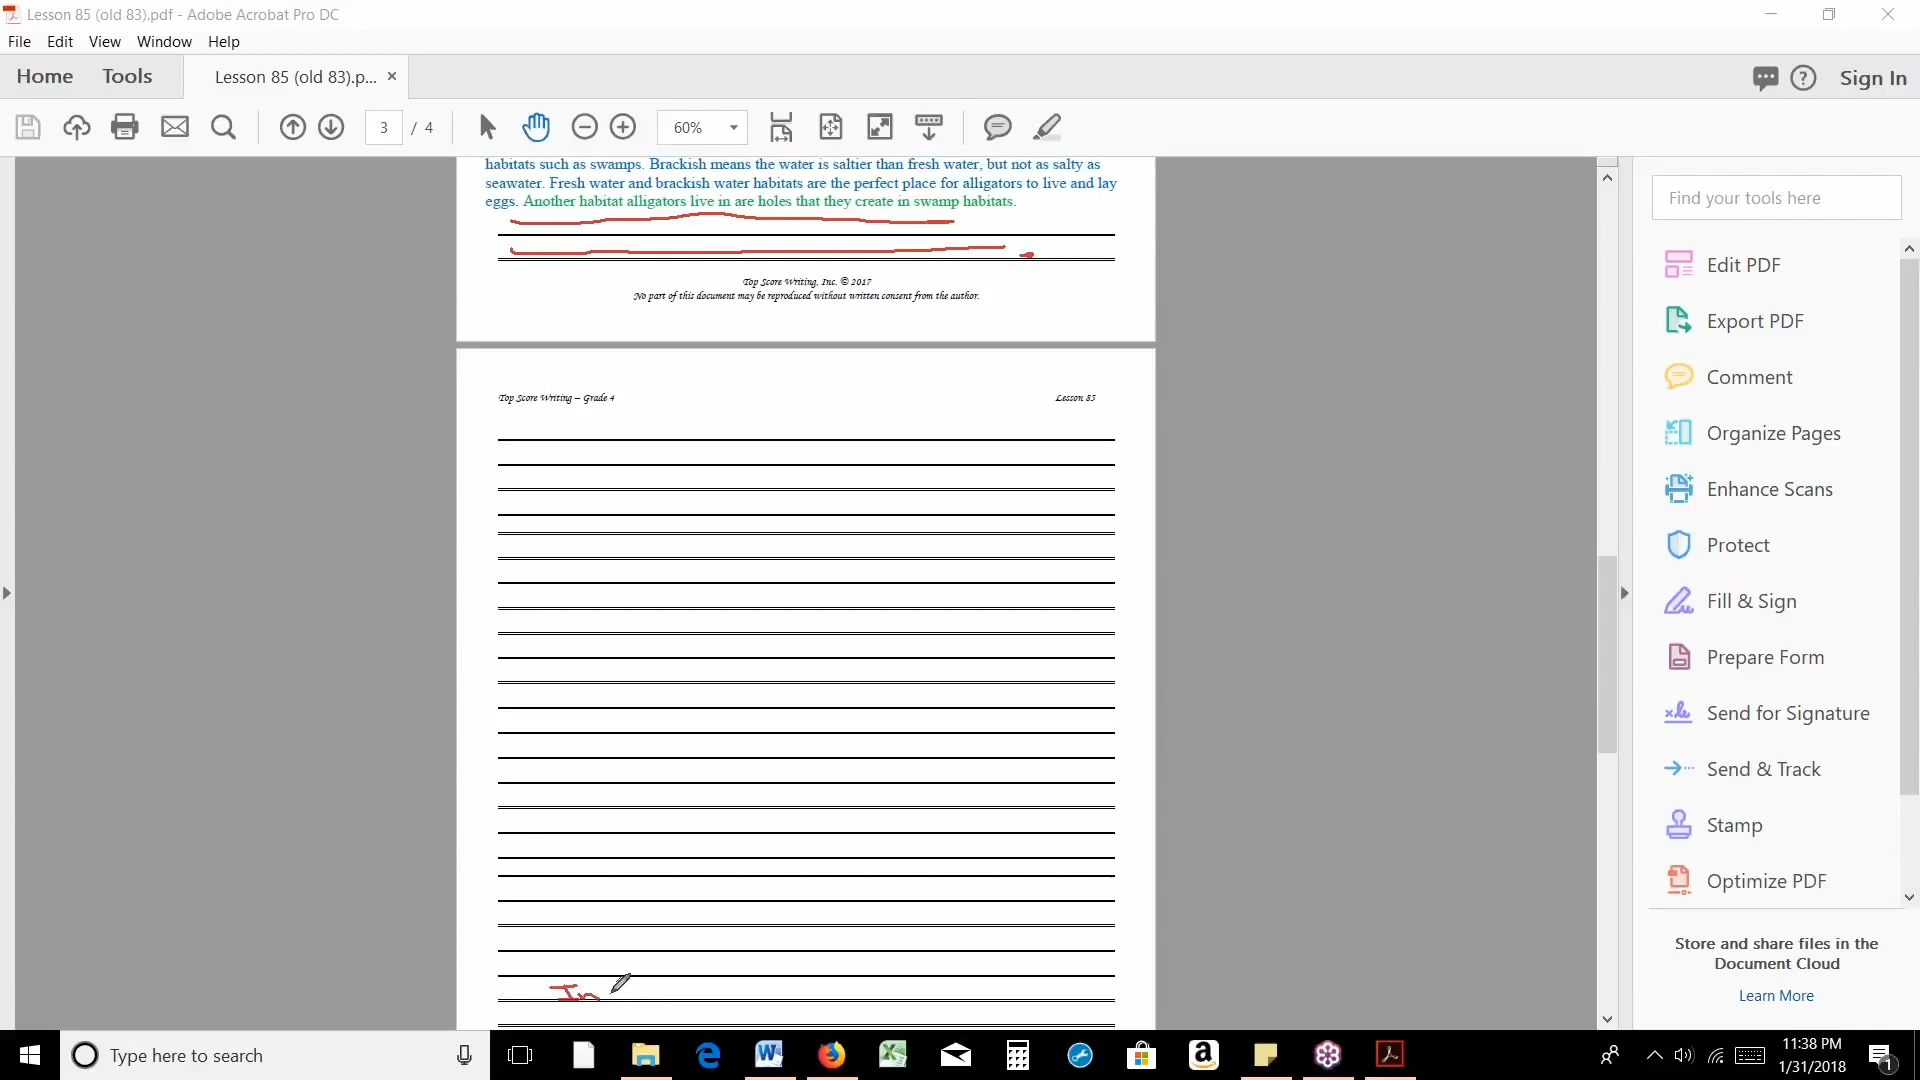 Lesson 85 (old 83).pdf - Adobe Acrobat Pro DC
File Edit View Window Help
Home Tools Lesson 85 (old 83).p... × Sign In
3 / 4 60%
habitats such as swamps. Brackish means the water is saltier than fresh water, but not as salty as
seawater. Fresh water and brackish water habitats are the perfect place for alligators to live and lay
eggs. Another habitat alligators live in are holes that they create in swamp habitats.
Top Score Writing, Inc. © 2017
No part of this document may be reproduced without written consent from the author.
Top Score Writing – Grade 4 Lesson 85
In
Find your tools here
Edit PDF
Export PDF
Comment
Organize Pages
Enhance Scans
Protect
Fill & Sign
Prepare Form
Send for Signature
Send & Track
Stamp
Optimize PDF
Store and share files in the
Document Cloud
Learn More
Type here to search
11:38 PM
1/31/2018
1